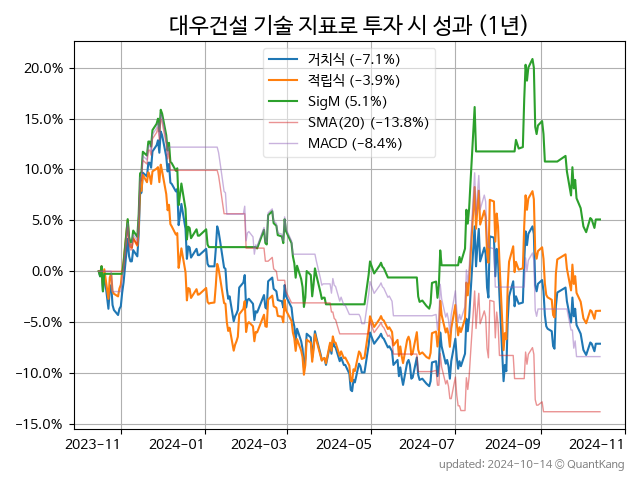 대우건설 기술 지표로 투자 시 성과 (1년)
거치식 (−7.1%)
적립식 (−3.9%)
SigM (5.1%)
SMA(20) (−13.8%)
MACD (−8.4%)
20.0%
15.0%
10.0%
5.0%
0.0%
−5.0%
−10.0%
−15.0%
2023−11 2024−01 2024−03 2024−05 2024−07 2024−09 2024−11
updated: 2024-10-14 © QuantKang